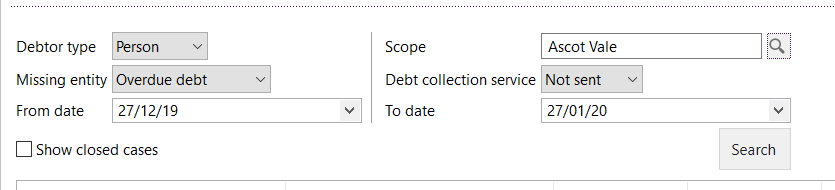 Debtor type Person Scope Ascot Vale
Missing entity Overdue debt Debt collection service Not sent
From date 27/12/19 To date 27/01/20
Show closed cases Search